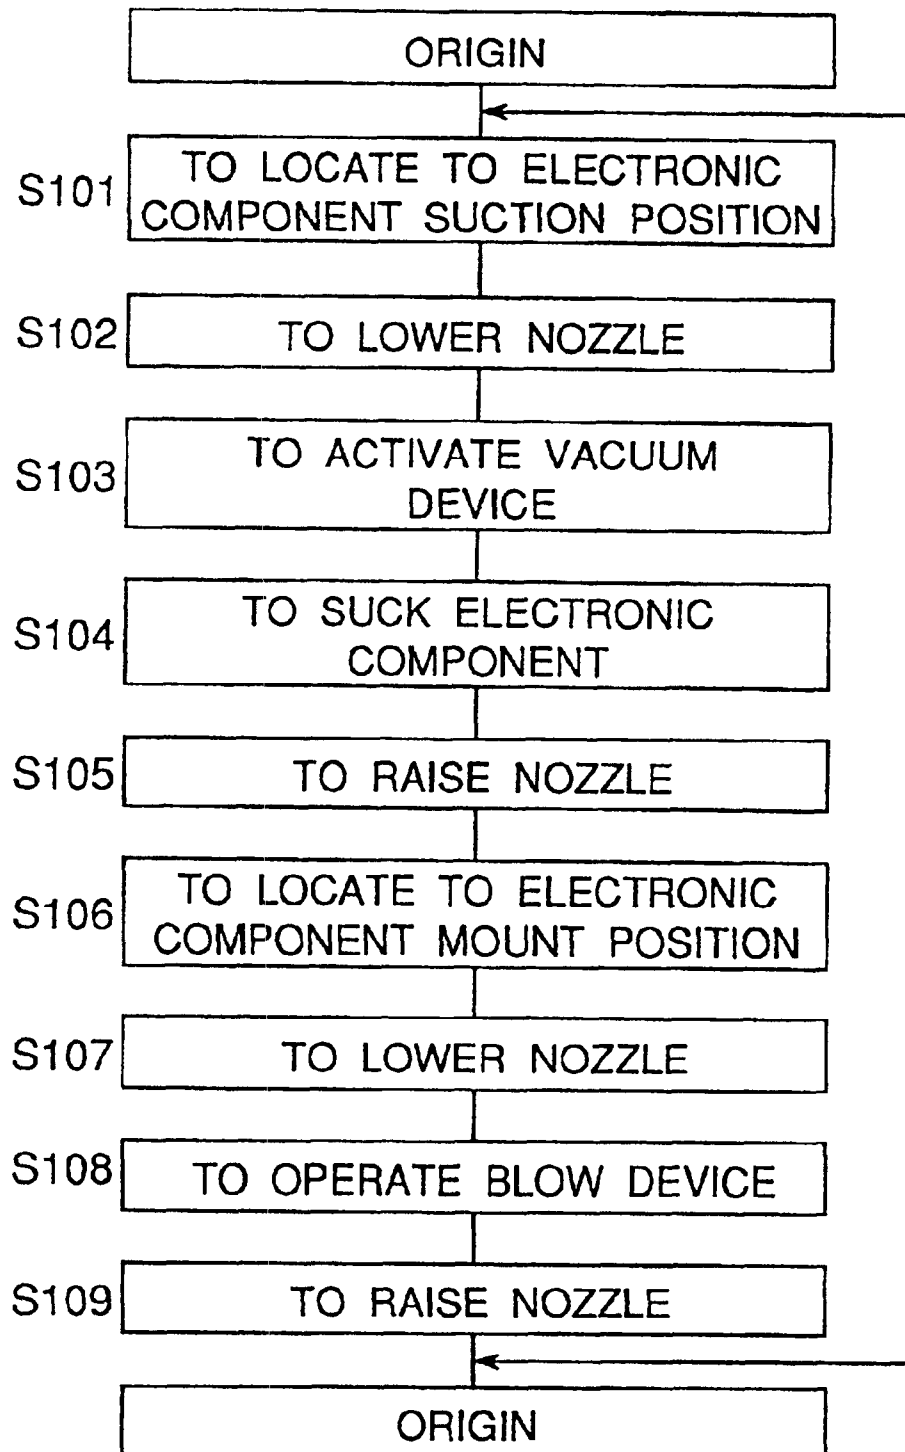 ORIGIN
S101
TO LOCATE TO ELECTRONIC
COMPONENT SUCTION POSITION
S102
TO LOWER NOZZLE
S103
TO ACTIVATE VACUUM
DEVICE
S104
TO SUCK ELECTRONIC
COMPONENT
S105
TO RAISE NOZZLE
S106
TO LOCATE TO ELECTRONIC
COMPONENT MOUNT POSITION
S107
TO LOWER NOZZLE
S108
TO OPERATE BLOW DEVICE
S109
TO RAISE NOZZLE
ORIGIN